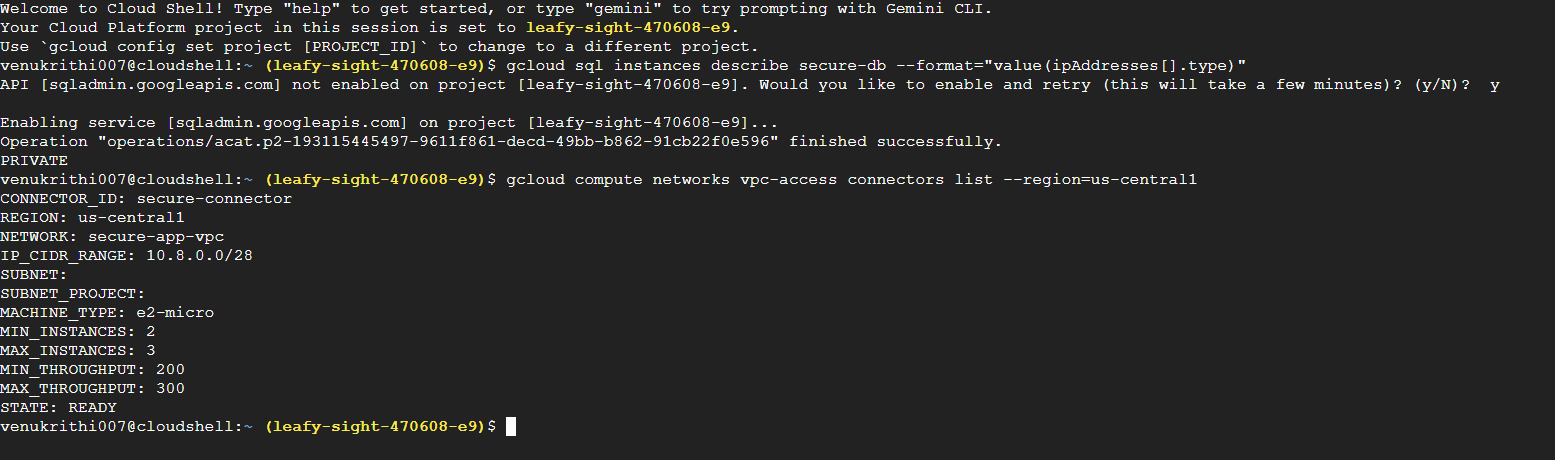 Welcome to Cloud Shell! Type "help" to get started, or type "gemini" to try prompting with Gemini CLI.
Your Cloud Platform project in this session is set to leafy-sight-470608-e9.
Use `gcloud config set project [PROJECT_ID]` to change to a different project.
venukrithi007@cloudshell:~ (leafy-sight-470608-e9)$ gcloud sql instances describe secure-db --format="value(ipAddresses[].type)"
API [sqladmin.googleapis.com] not enabled on project [leafy-sight-470608-e9]. Would you like to enable and retry (this will take a few minutes)? (y/N)?  y
Enabling service [sqladmin.googleapis.com] on project [leafy-sight-470608-e9]...
Operation "operations/acat.p2-193115445497-9611f861-decd-49bb-b862-91cb22f0e596" finished successfully.
PRIVATE
venukrithi007@cloudshell:~ (leafy-sight-470608-e9)$ gcloud compute networks vpc-access connectors list --region=us-central1
CONNECTOR_ID: secure-connector
REGION: us-central1
NETWORK: secure-app-vpc
IP_CIDR_RANGE: 10.8.0.0/28
SUBNET:
SUBNET_PROJECT:
MACHINE_TYPE: e2-micro
MIN_INSTANCES: 2
MAX_INSTANCES: 3
MIN_THROUGHPUT: 200
MAX_THROUGHPUT: 300
STATE: READY
venukrithi007@cloudshell:~ (leafy-sight-470608-e9)$